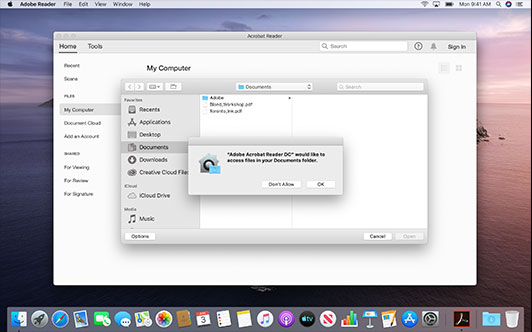 Adobe Reader File Edit View Window Help Mon 9:41 AM
Acrobat Reader
Home Tools Search Sign In
Recent
Scans
My Computer
FILES
My Computer
Document Cloud
Add an Account
SHARED
For Viewing
For Review
For Signature
Documents Search
Favorites
Recents
Applications
Desktop
Documents
Downloads
Creative Cloud Files
iCloud
iCloud Drive
Media
Music
Adobe
Blend_Workshop.pdf
"Adobe Acrobat Reader DC" would like to
access files in your Documents folder.
Don't Allow OK
Options Cancel Open
3